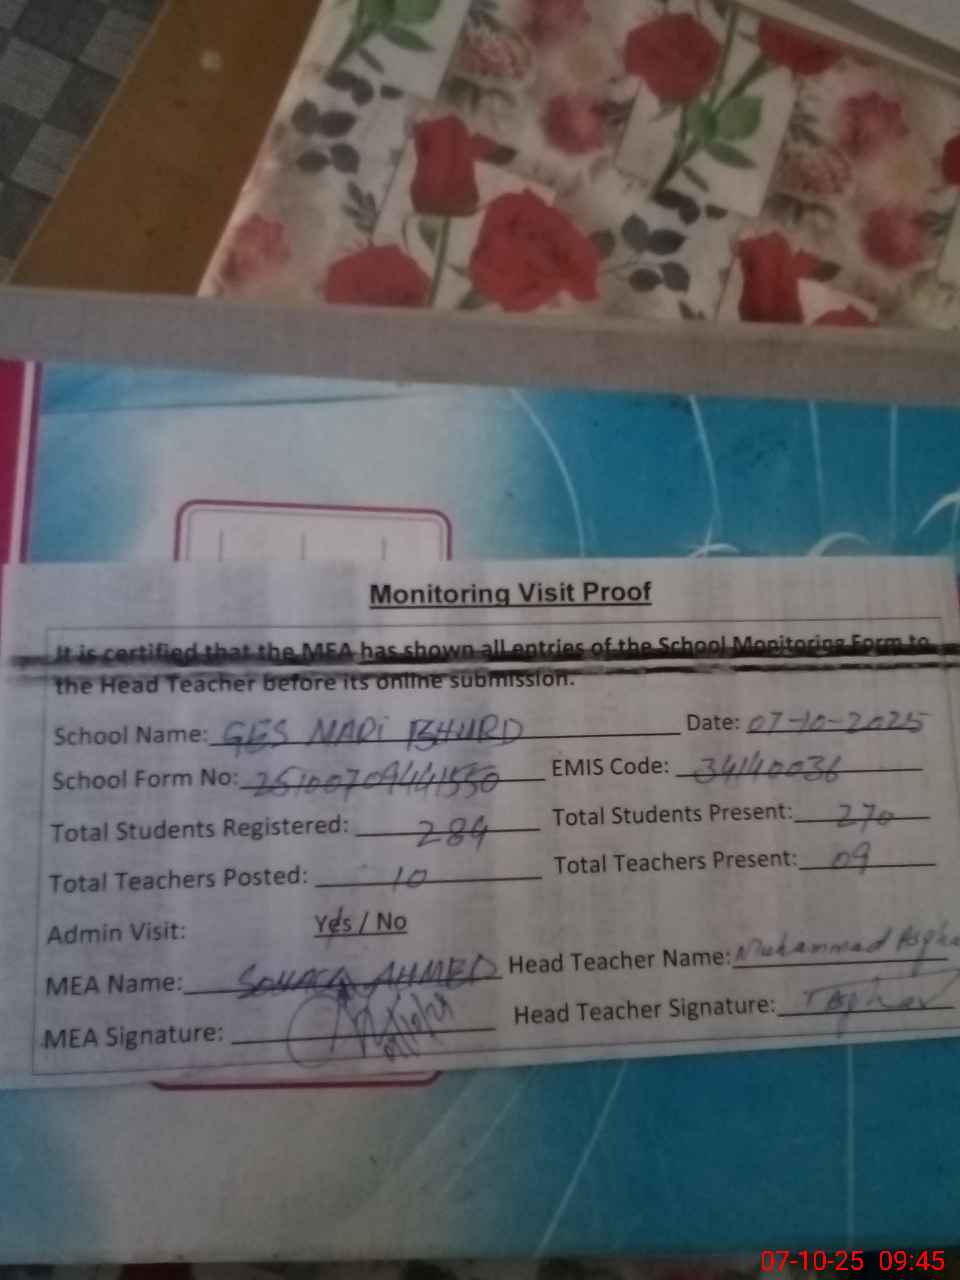 Monitoring Visit Proof
It is certified that the MEA has shown all entries of the School Monitoring Form to
the Head Teacher before its online submission.
School Name: GES MARI BHURD Date: 07-10-2025
School Form No: EMIS Code: 34140036
Total Students Registered: 284 Total Students Present: 270
Total Teachers Posted: 10 Total Teachers Present: 09
Admin Visit: Yes / No
MEA Name: AHMED Head Teacher Name: Muhammad Asgha
MEA Signature: Head Teacher Signature:
07-10-25 09:45